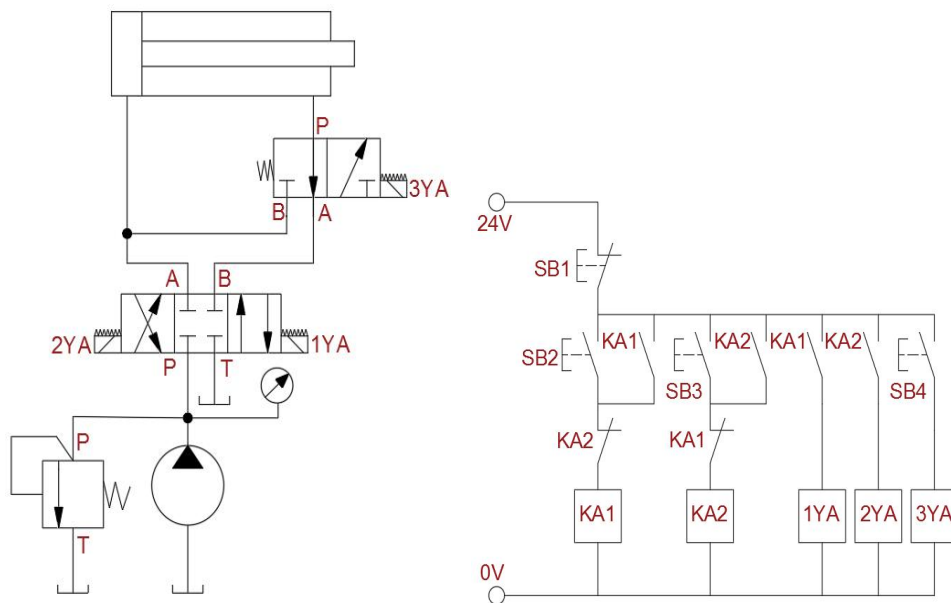 P
3YA
B A
A B
2YA 1YA
P T
P
T
24V
SB1
SB2 KA1 SB3 KA2 KA1 KA2 SB4
KA2 KA1
KA1 KA2 1YA 2YA 3YA
0V